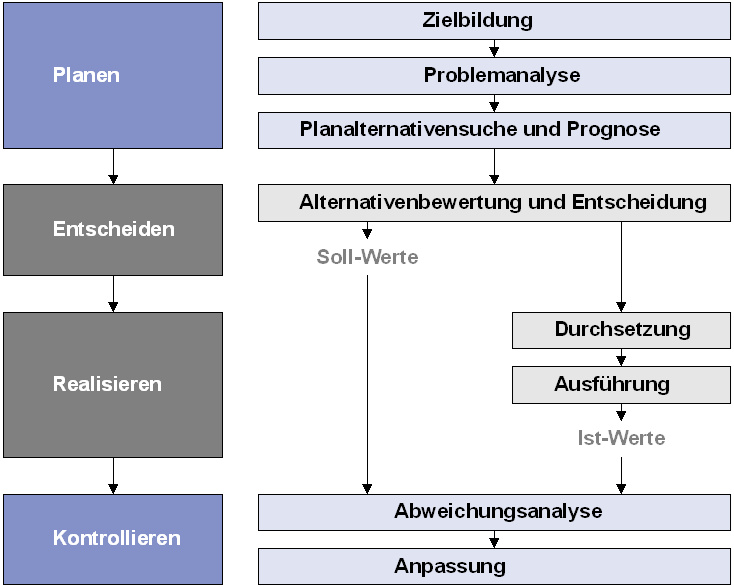 Zielbildung
Planen
Problemanalyse
Planalternativensuche und Prognose
Alternativenbewertung und Entscheidung
Entscheiden
Soll-Werte
Durchsetzung
Realisieren
Ausführung
Ist-Werte
Abweichungsanalyse
Kontrollieren
Anpassung